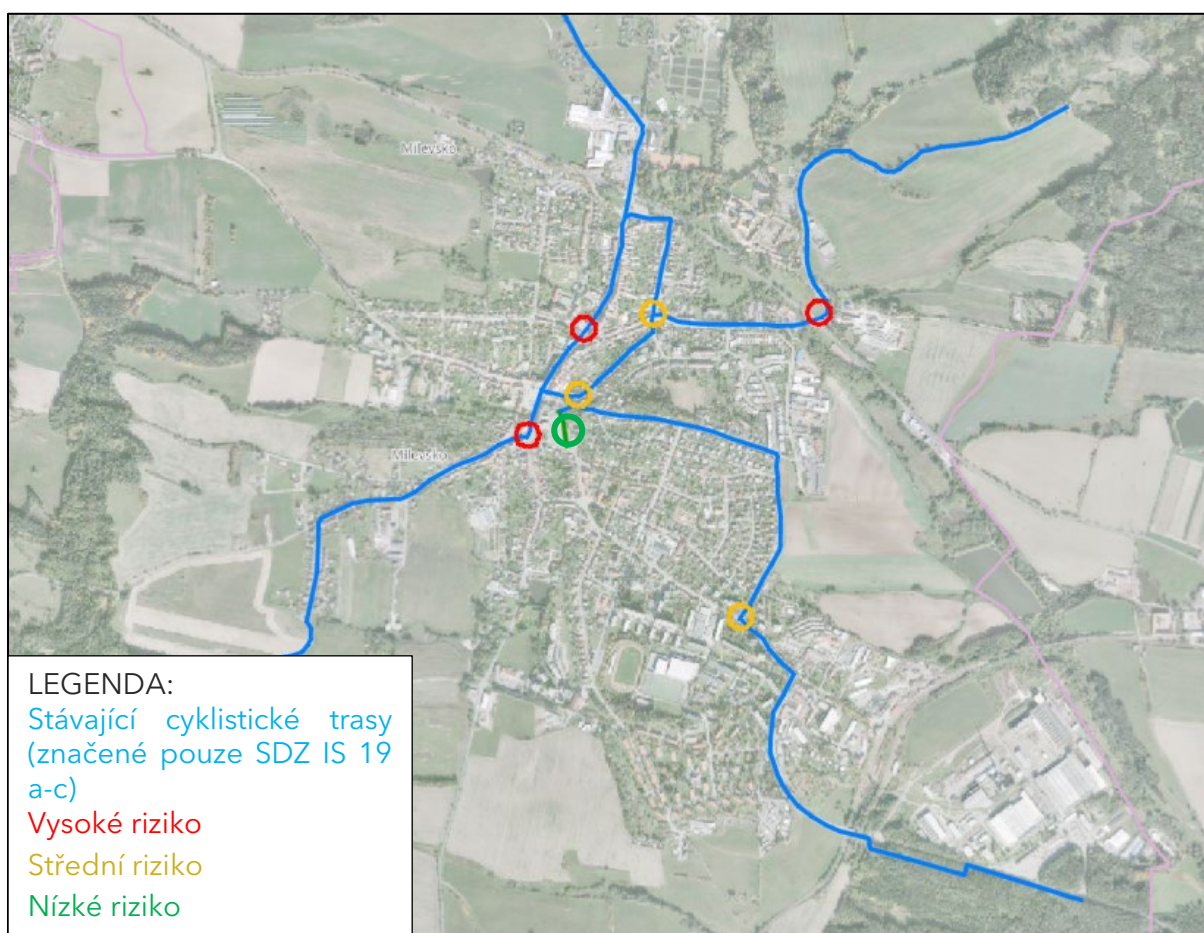 Milevsko
Milevsko
LEGENDA:
Stávající cyklistické trasy
(značené pouze SDZ IS 19
a-c)
Vysoké riziko
Střední riziko
Nízké riziko